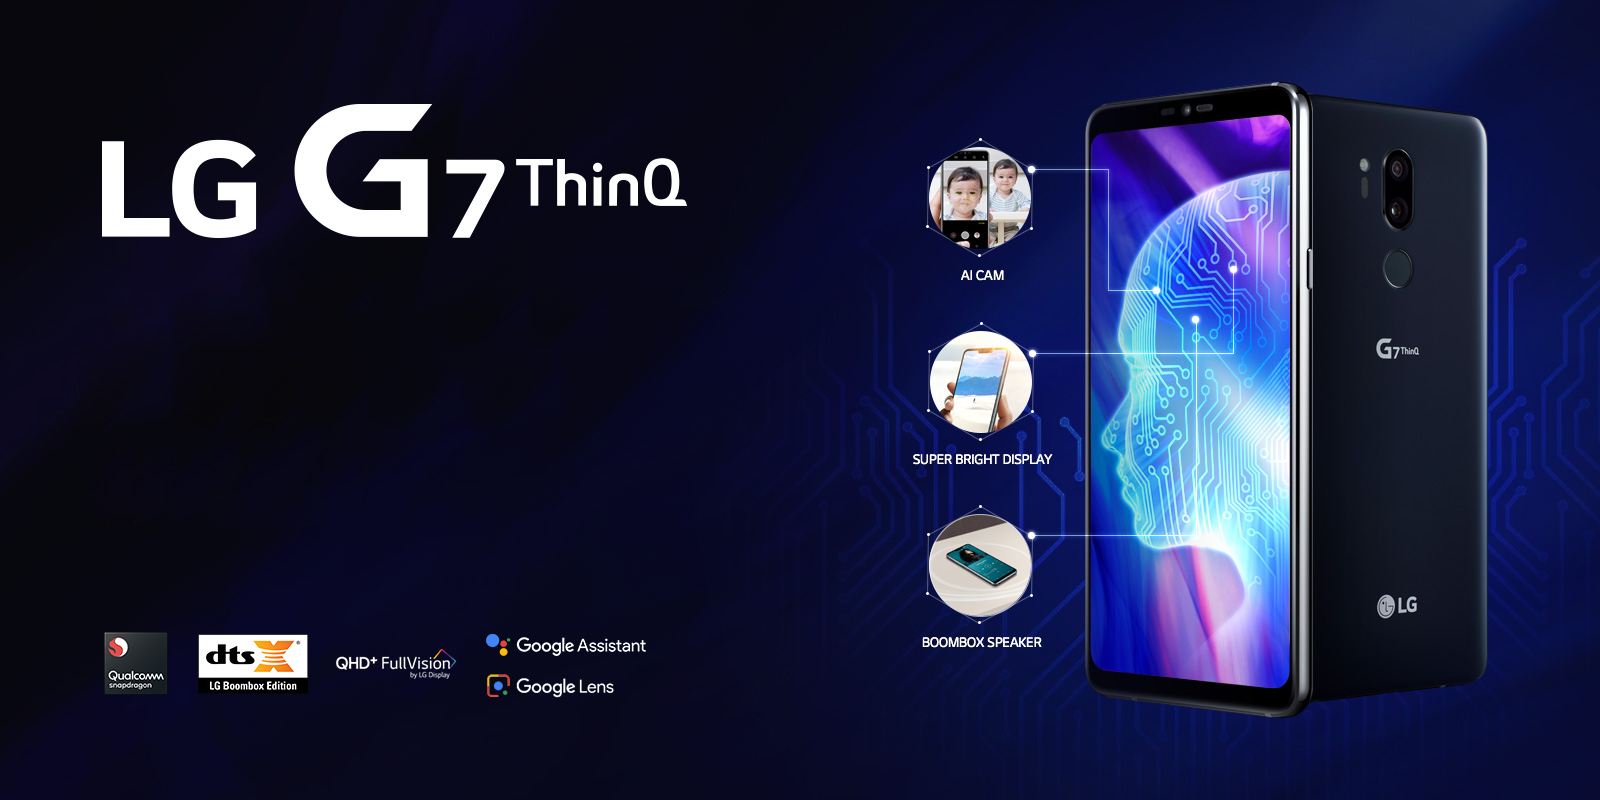 LG G7 ThinQ
AI CAM
SUPER BRIGHT DISPLAY
BOOMBOX SPEAKER
G7 ThinQ
LG
Qualcomm
snapdragon
dts X®
LG Boombox Edition
QHD+ FullVision
by LG Display
Google Assistant
Google Lens